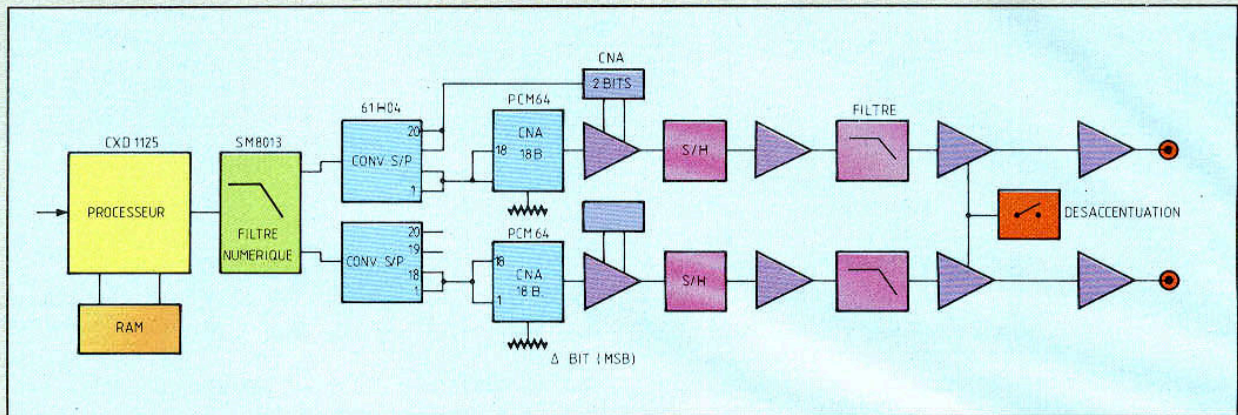 CXD 1125
PROCESSEUR
RAM
SM8013
FILTRE
NUMERIQUE
61H04
20
CONV. S/P
1
PCM64
18
CNA
18 B.
CNA
2 BITS
S/H
FILTRE
DESACCENTUATION
CONV. S/P
20
19
18
1
PCM 64
18
CNA
18 B.
1
S/H
Δ BIT (MSB)